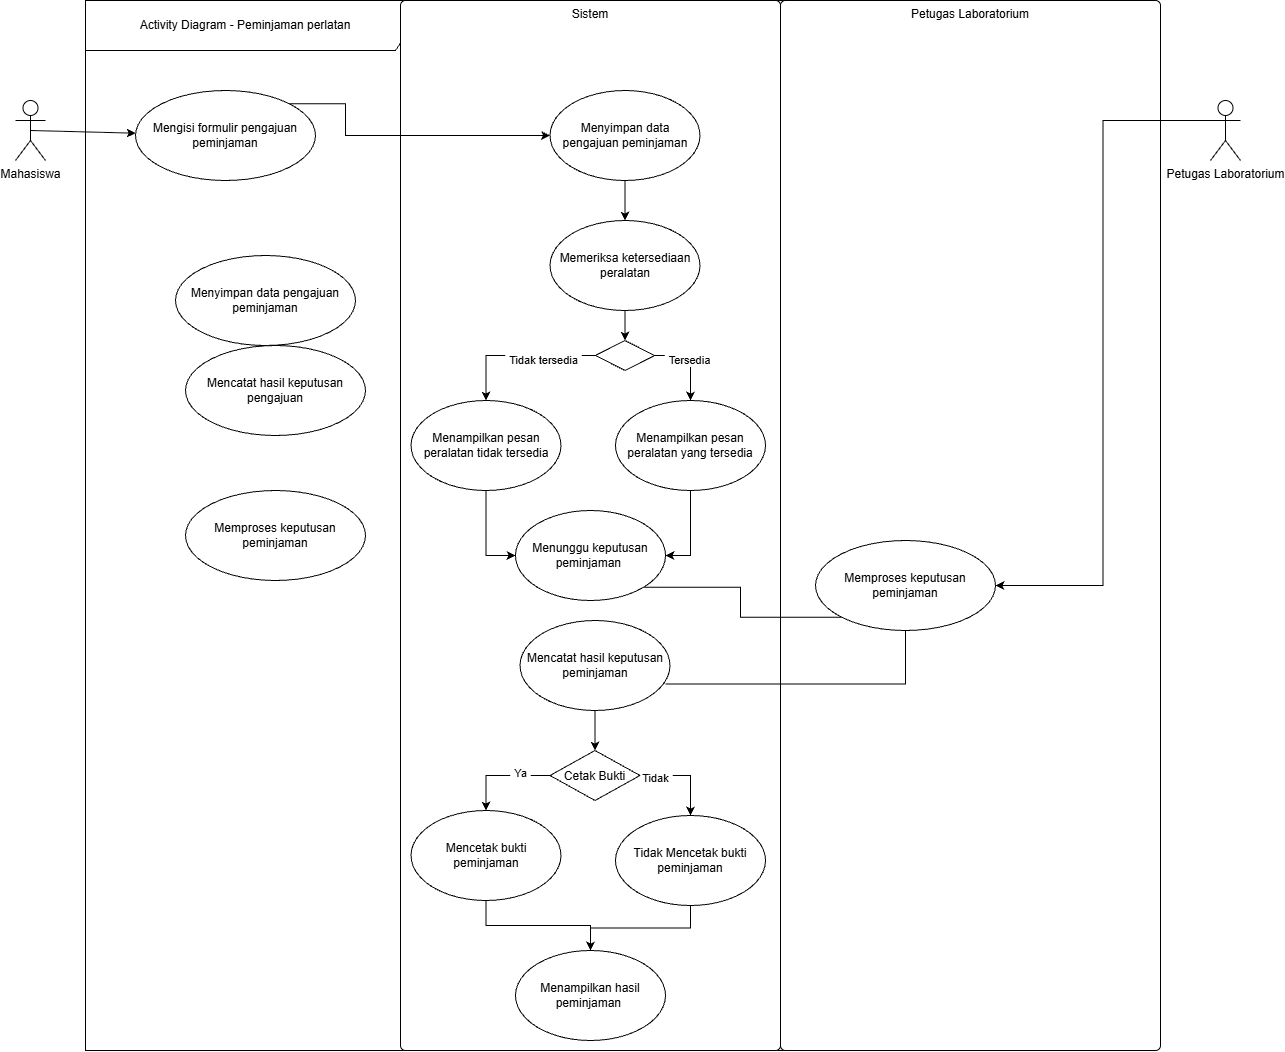 Activity Diagram - Peminjaman perlatan
Sistem
Petugas Laboratorium
Mahasiswa
Mengisi formulir pengajuan
peminjaman
Menyimpan data
pengajuan peminjaman
Petugas Laboratorium
Memeriksa ketersediaan
peralatan
Menyimpan data pengajuan
peminjaman
Mencatat hasil keputusan
pengajuan
Tidak tersedia
Tersedia
Menampilkan pesan
peralatan tidak tersedia
Menampilkan pesan
peralatan yang tersedia
Memproses keputusan
peminjaman
Menunggu keputusan
peminjaman
Memproses keputusan
peminjaman
Mencatat hasil keputusan
peminjaman
Cetak Bukti
Ya
Tidak
Mencetak bukti
peminjaman
Tidak Mencetak bukti
peminjaman
Menampilkan hasil
peminjaman